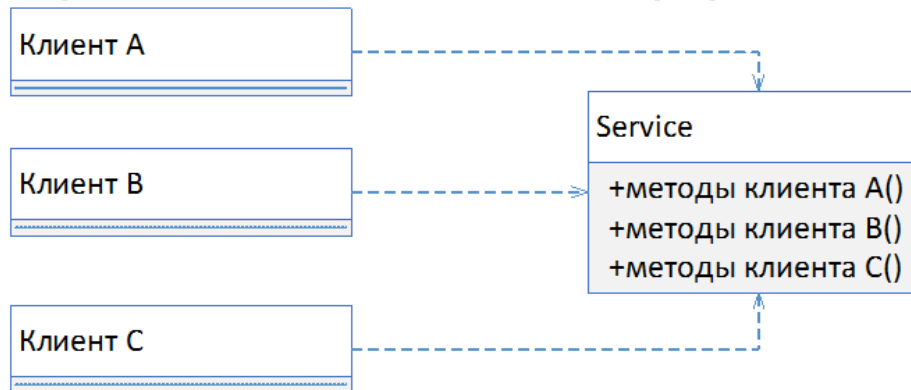 Клиент A
Service
Клиент B
+методы клиента A()
+методы клиента B()
+методы клиента C()
Клиент C